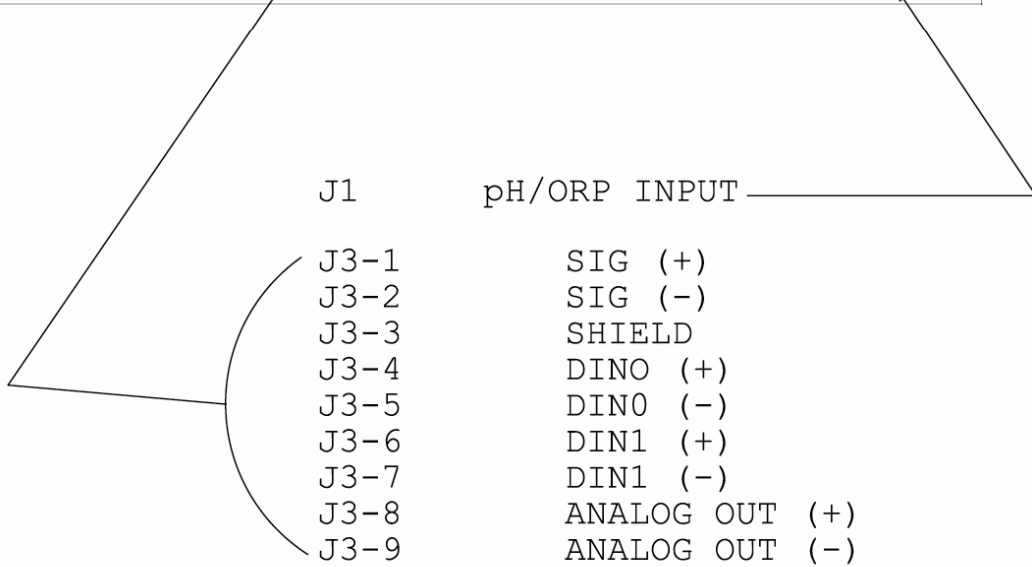 J1 pH/ORP INPUT
J3-1 SIG (+)
J3-2 SIG (-)
J3-3 SHIELD
J3-4 DINO (+)
J3-5 DIN0 (-)
J3-6 DIN1 (+)
J3-7 DIN1 (-)
J3-8 ANALOG OUT (+)
J3-9 ANALOG OUT (-)